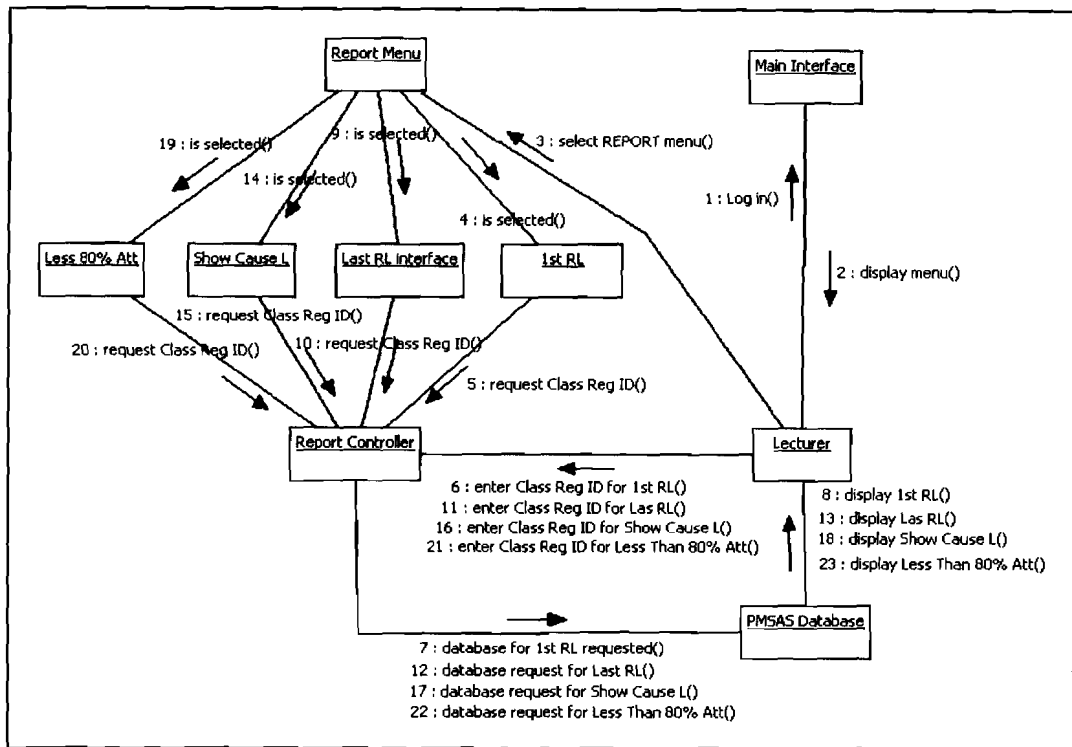 Report Menu
Main Interface
19 : is selected()
9 : is selected()
3 : select REPORT menu()
14 : is selected()
1 : Log in()
4 : is selected()
Less 80% Att
Show Cause L
Last RL Interface
1st RL
2 : display menu()
15 : request Class Reg ID()
20 : request Class Reg ID()
10 : request Class Reg ID()
5 : request Class Reg ID()
Report Controller
Lecturer
6 : enter Class Reg ID for 1st RL()
11 : enter Class Reg ID for Las RL()
16 : enter Class Reg ID for Show Cause L()
21 : enter Class Reg ID for Less Than 80% Att()
8 : display 1st RL()
13 : display Las RL()
18 : display Show Cause L()
23 : display Less Than 80% Att()
PMSAS Database
7 : database for 1st RL requested()
12 : database request for Last RL()
17 : database request for Show Cause L()
22 : database request for Less Than 80% Att()